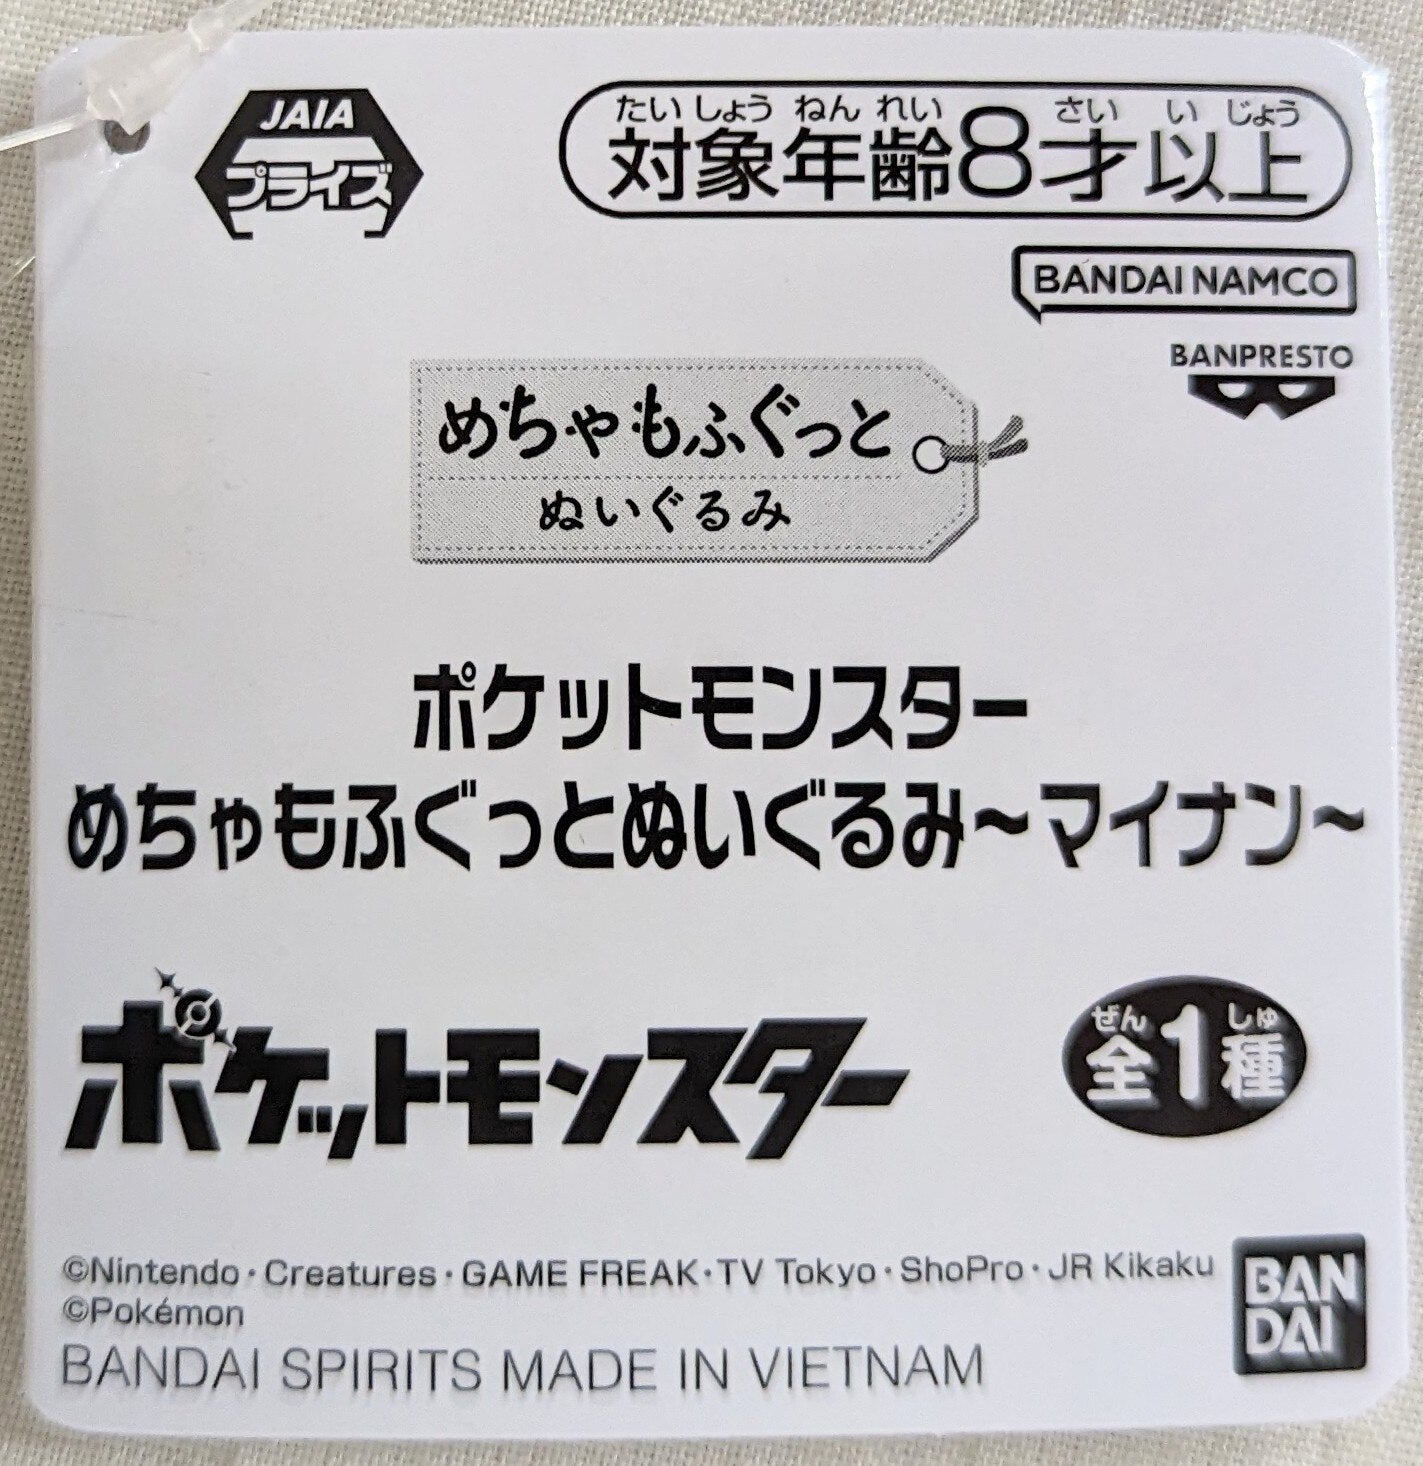 JAIA
プライズ
たいしょうねんれい さいいじょう
対象年齢8才以上
BANDAI NAMCO
BANPRESTO
めちゃもふぐっと
ぬいぐるみ
ポケットモンスター
めちゃもふぐっとぬいぐるみ～マイナン～
ポケットモンスター
ぜん しゅ
全1種
©Nintendo・Creatures・GAME FREAK・TV Tokyo・ShoPro・JR Kikaku
©Pokémon
BANDAI SPIRITS MADE IN VIETNAM
BAN
DAI